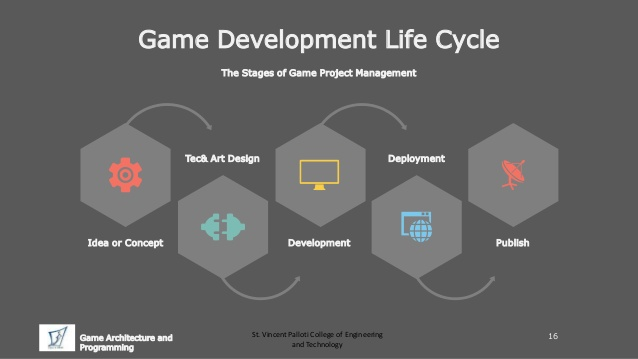 Game Development Life Cycle
The Stages of Game Project Management
Tec& Art Design
Deployment
Idea or Concept
Development
Publish
Game Architecture and
Programming
St. Vincent Palloti College of Engineering
and Technology
16